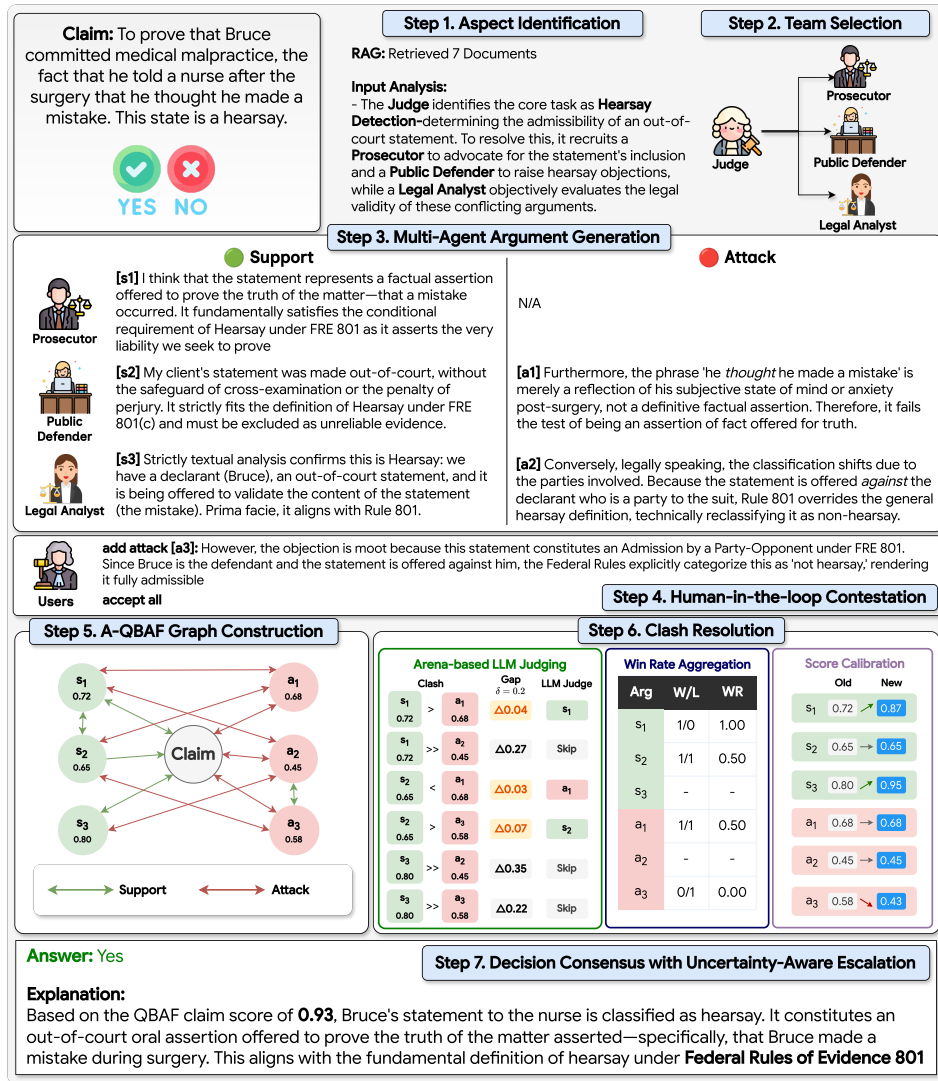 Claim: To prove that Bruce
committed medical malpractice, the
fact that he told a nurse after the
surgery that he thought he made a
mistake. This state is a hearsay.
YES NO
Step 1. Aspect Identification
RAG: Retrieved 7 Documents
Input Analysis:
- The Judge identifies the core task as Hearsay
Detection-determining the admissibility of an out-of-
court statement. To resolve this, it recruits a
Prosecutor to advocate for the statement's inclusion
and a Public Defender to raise hearsay objections,
while a Legal Analyst objectively evaluates the legal
validity of these conflicting arguments.
Step 2. Team Selection
Judge
Prosecutor
Public Defender
Legal Analyst
Step 3. Multi-Agent Argument Generation
Support
Attack
Prosecutor
[s1] I think that the statement represents a factual assertion
offered to prove the truth of the matter—that a mistake
occurred. It fundamentally satisfies the conditional
requirement of Hearsay under FRE 801 as it asserts the very
liability we seek to prove
N/A
Public
Defender
[s2] My client's statement was made out-of-court, without
the safeguard of cross-examination or the penalty of
perjury. It strictly fits the definition of Hearsay under FRE
801(c) and must be excluded as unreliable evidence.
[a1] Furthermore, the phrase 'he thought he made a mistake' is
merely a reflection of his subjective state of mind or anxiety
post-surgery, not a definitive factual assertion. Therefore, it fails
the test of being an assertion of fact offered for truth.
Legal Analyst
[s3] Strictly textual analysis confirms this is Hearsay: we
have a declarant (Bruce), an out-of-court statement, and it
is being offered to validate the content of the statement
(the mistake). Prima facie, it aligns with Rule 801.
[a2] Conversely, legally speaking, the classification shifts due to
the parties involved. Because the statement is offered against the
declarant who is a party to the suit, Rule 801 overrides the general
hearsay definition, technically reclassifying it as non-hearsay.
Users
add attack [a3]: However, the objection is moot because this statement constitutes an Admission by a Party-Opponent under FRE 801.
Since Bruce is the defendant and the statement is offered against him, the Federal Rules explicitly categorize this as 'not hearsay,' rendering
it fully admissible
accept all
Step 4. Human-in-the-loop Contestation
Step 5. A-QBAF Graph Construction
s1
0.72
a1
0.68
s2
0.65
Claim
a2
0.45
s3
0.80
a3
0.58
Support
Attack
Step 6. Clash Resolution
Arena-based LLM Judging
Clash
Gap
δ = 0.2
LLM Judge
s1 > a1 △0.04 s1
0.72 0.68
s1 >> a2 △0.27 Skip
0.72 0.45
s2 < a1 △0.03 a1
0.65 0.68
s2 > a3 △0.07 s2
0.65 0.58
s3 >> a2 △0.35 Skip
0.80 0.45
s3 >> a3 △0.22 Skip
0.80 0.58
Win Rate Aggregation
Arg W/L WR
s1 1/0 1.00
s2 1/1 0.50
s3 - -
a1 1/1 0.50
a2 - -
a3 0/1 0.00
Score Calibration
Old New
s1 0.72 0.87
s2 0.65 0.65
s3 0.80 0.95
a1 0.68 0.68
a2 0.45 0.45
a3 0.58 0.43
Answer: Yes
Step 7. Decision Consensus with Uncertainty-Aware Escalation
Explanation:
Based on the QBAF claim score of 0.93, Bruce's statement to the nurse is classified as hearsay. It constitutes an
out-of-court oral assertion offered to prove the truth of the matter asserted—specifically, that Bruce made a
mistake during surgery. This aligns with the fundamental definition of hearsay under Federal Rules of Evidence 801